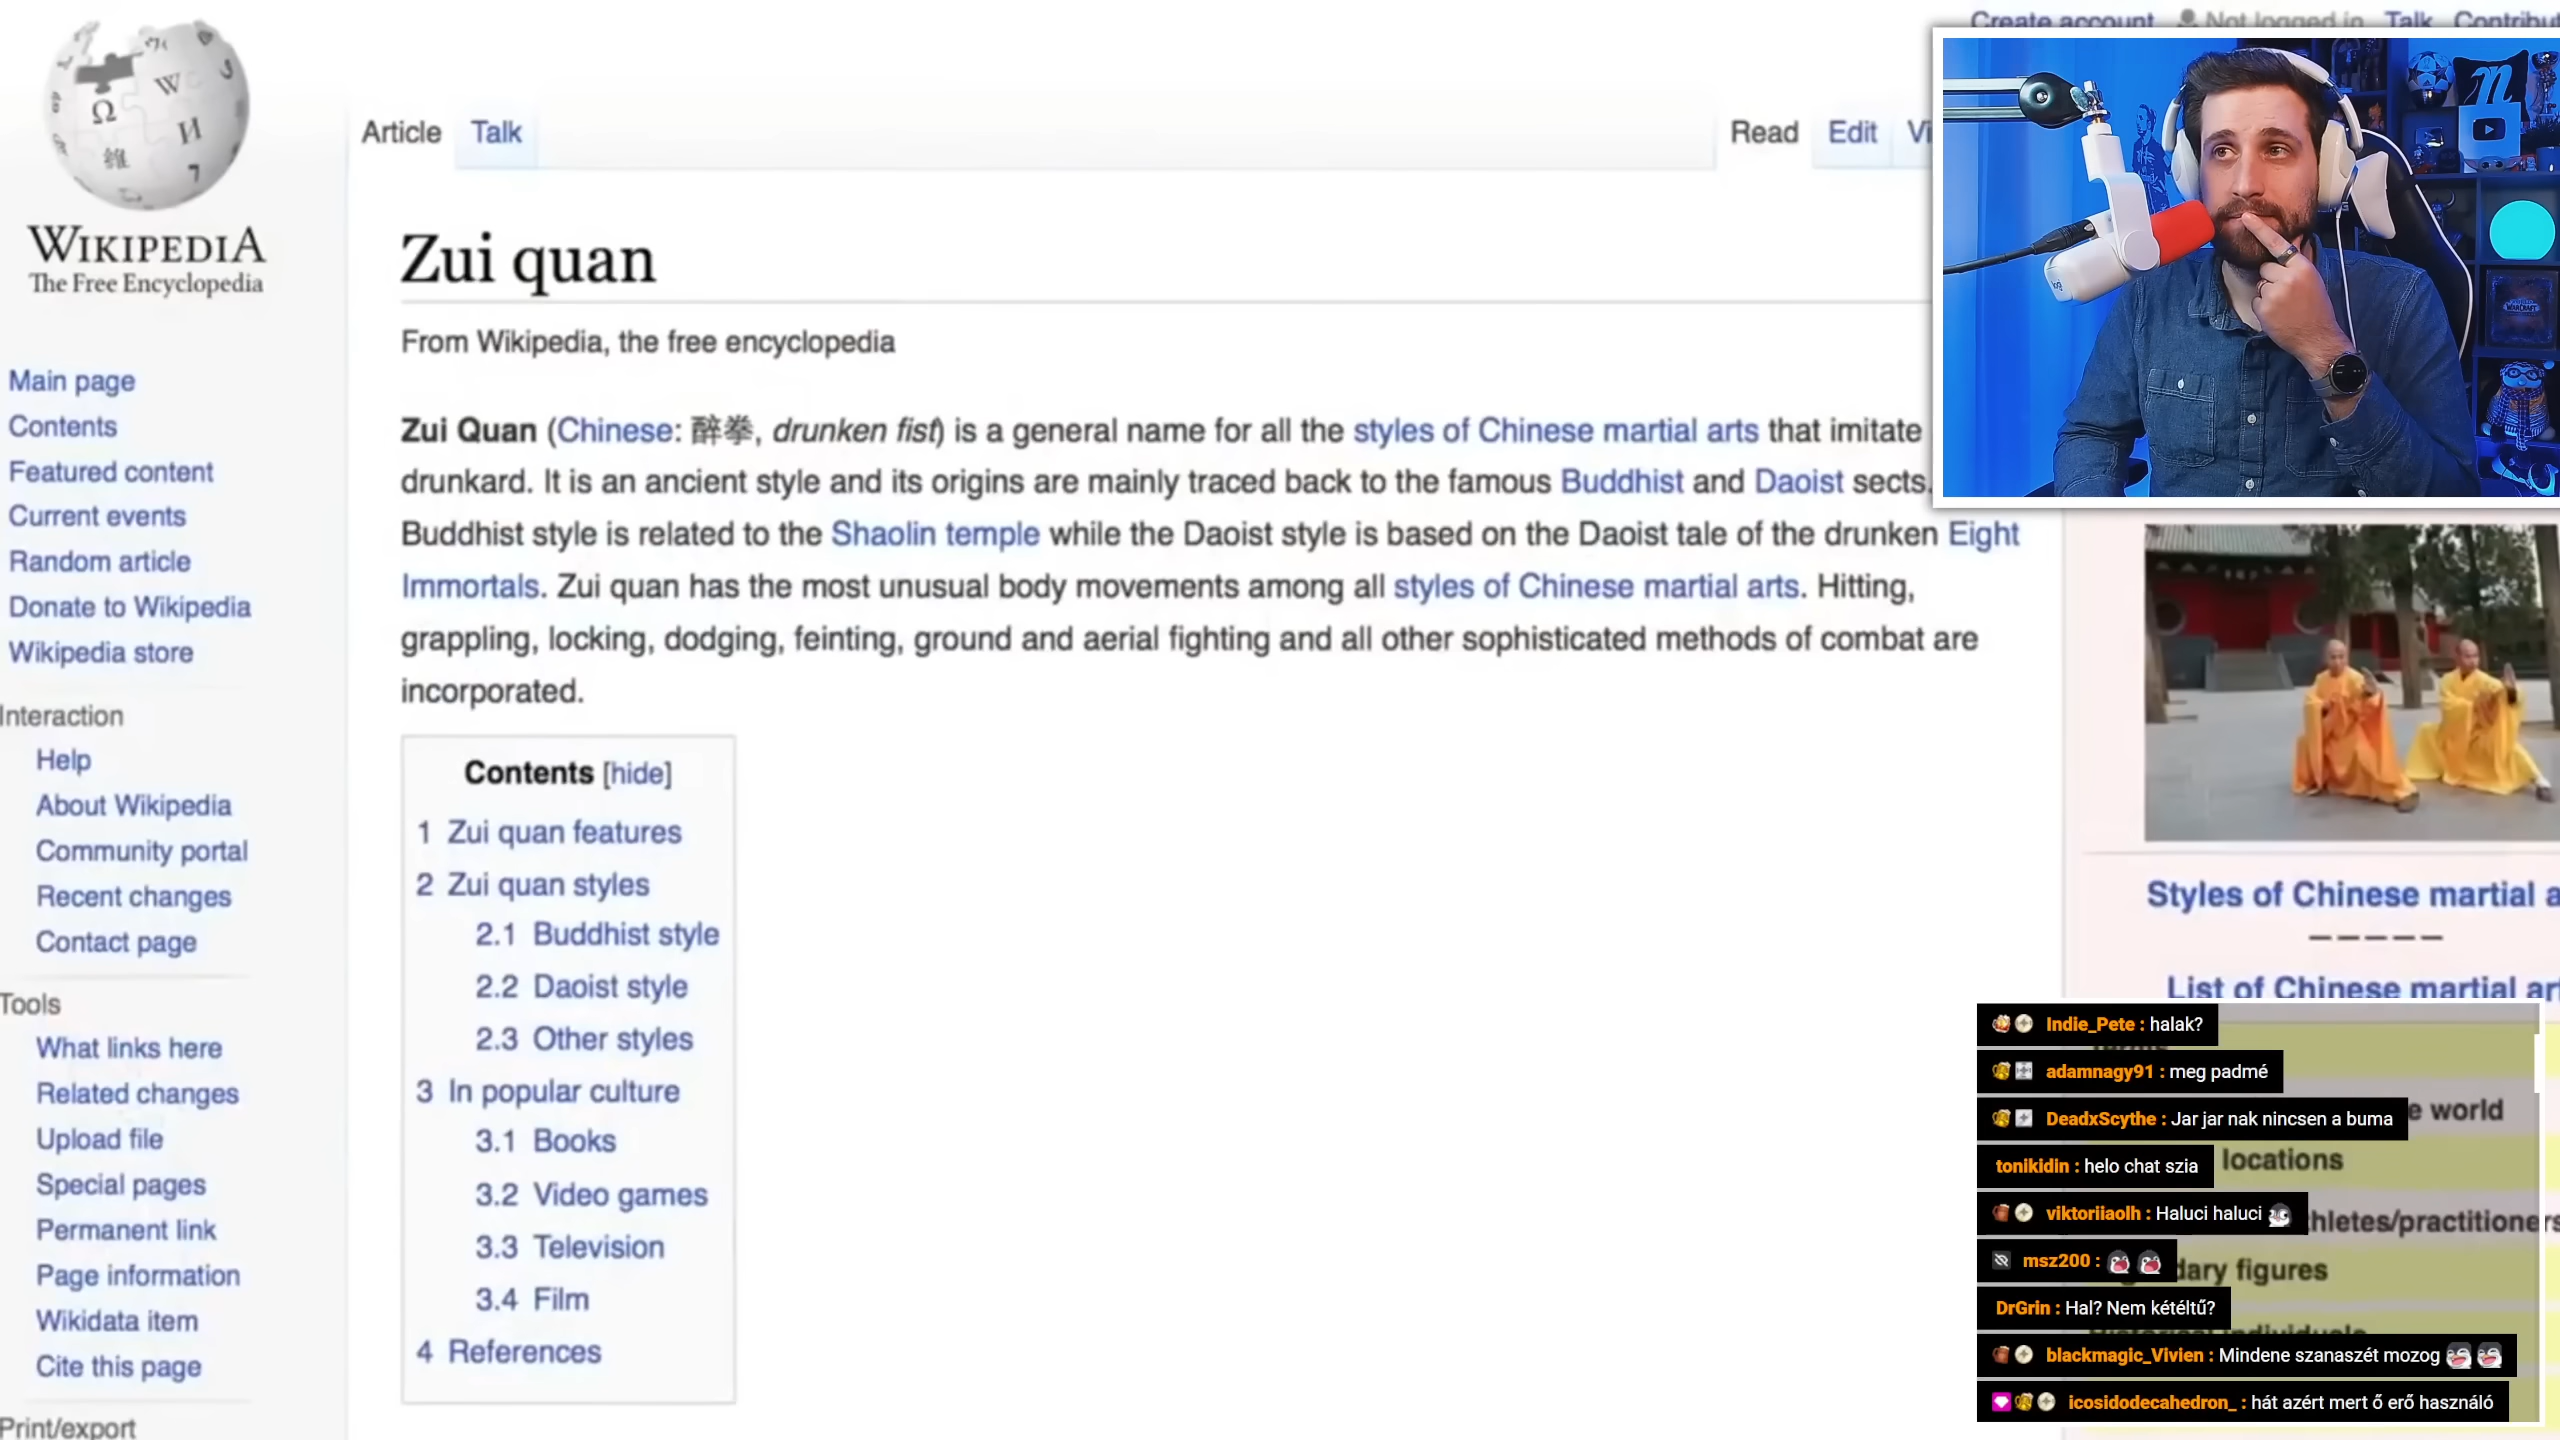 Create account Not logged in Talk
WIKIPEDIA
The Free Encyclopedia
Article Talk Read Edit
Zui quan
From Wikipedia, the free encyclopedia
Zui Quan (Chinese: 醉拳, drunken fist) is a general name for all the styles of Chinese martial arts that imitate
drunkard. It is an ancient style and its origins are mainly traced back to the famous Buddhist and Daoist sects.
Buddhist style is related to the Shaolin temple while the Daoist style is based on the Daoist tale of the drunken Eight
Immortals. Zui quan has the most unusual body movements among all styles of Chinese martial arts. Hitting,
grappling, locking, dodging, feinting, ground and aerial fighting and all other sophisticated methods of combat are
incorporated.
Main page
Contents
Featured content
Current events
Random article
Donate to Wikipedia
Wikipedia store
Interaction
Help
About Wikipedia
Community portal
Recent changes
Contact page
Tools
What links here
Related changes
Upload file
Special pages
Permanent link
Page information
Wikidata item
Cite this page
Print/export
Contents [hide]
1 Zui quan features
2 Zui quan styles
2.1 Buddhist style
2.2 Daoist style
2.3 Other styles
3 In popular culture
3.1 Books
3.2 Video games
3.3 Television
3.4 Film
4 References
Styles of Chinese martial
List of Chinese martial
Indie_Pete : halak?
adamnagy91 : meg padmé
DeadxScythe : Jar jar nak nincsen a buma
world
tonikidin : helo chat szia
locations
viktoriiaolh : Haluci haluci
msz200 :
figures
DrGrin : Hal? Nem kétéltű?
blackmagic_Vivien : Mindene szanaszét mozog
icosidodecahedron_ : hát azért mert ő erő használó